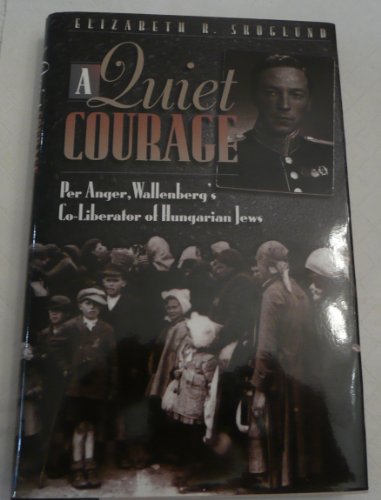 ELIZABETH R. SKOGLUND
A Quiet
COURAGE
Per Anger, Wallenberg's
Co-Liberator of Hungarian Jews